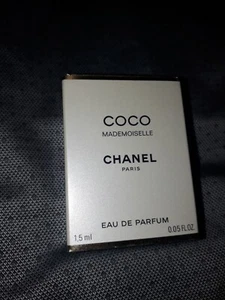 COCO
MADEMOISELLE
CHANEL
PARIS
EAU DE PARFUM
1.5 ml 0.05 FL. OZ.